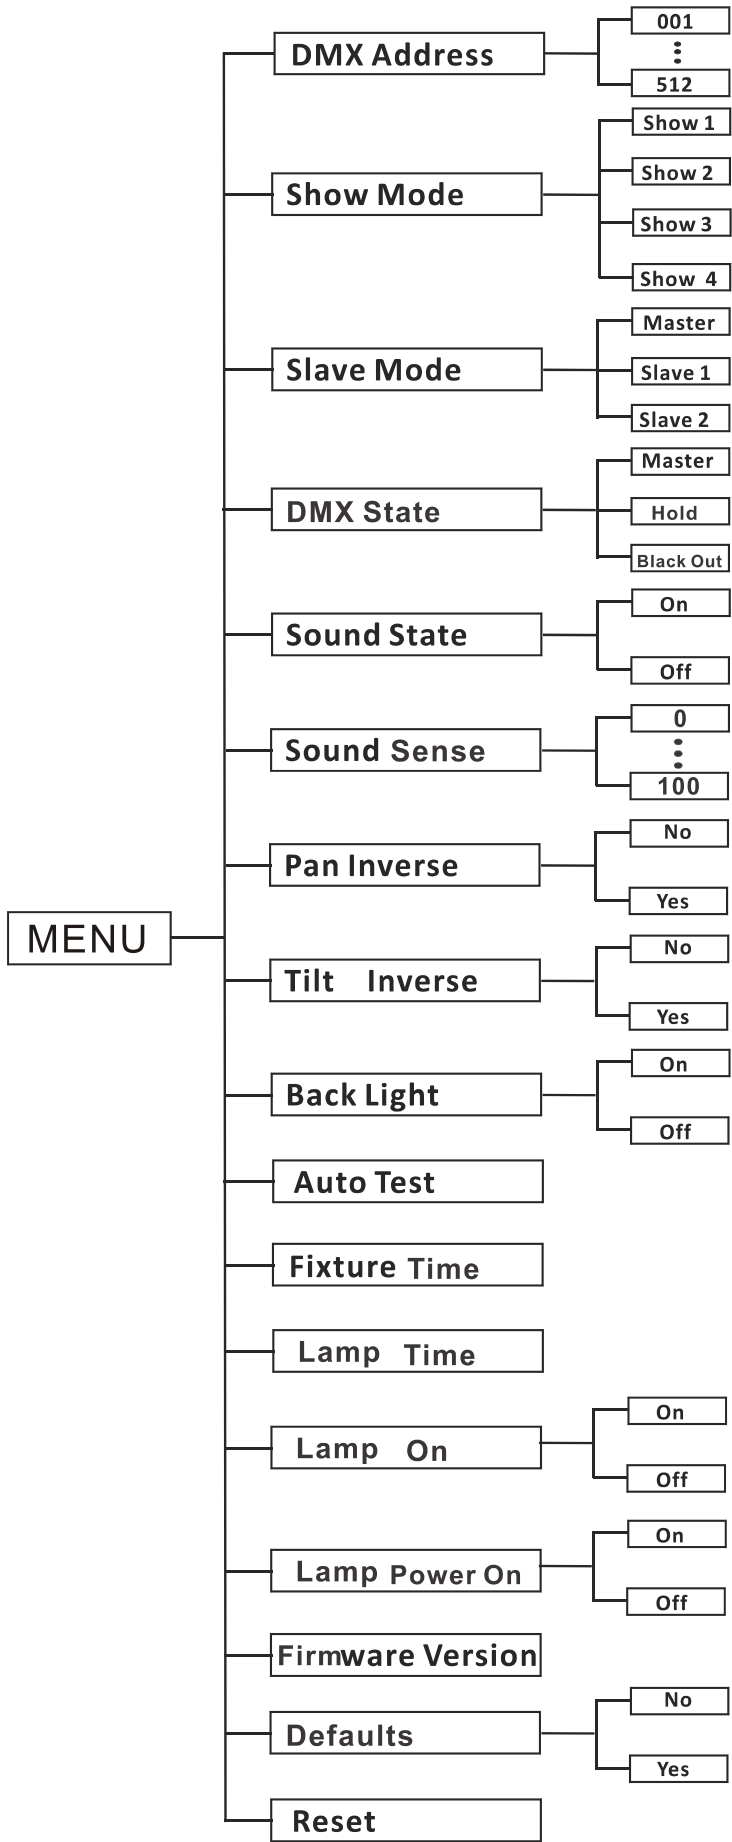 DMX Address
001
512
Show Mode
Show 1
Show 2
Show 3
Show 4
Slave Mode
Master
Slave 1
Slave 2
DMX State
Master
Hold
Black Out
Sound State
On
Off
Sound Sense
0
100
Pan Inverse
No
Yes
MENU
Tilt Inverse
No
Yes
Back Light
On
Off
Auto Test
Fixture Time
Lamp Time
Lamp On
On
Off
Lamp Power On
On
Off
Firmware Version
Defaults
No
Yes
Reset